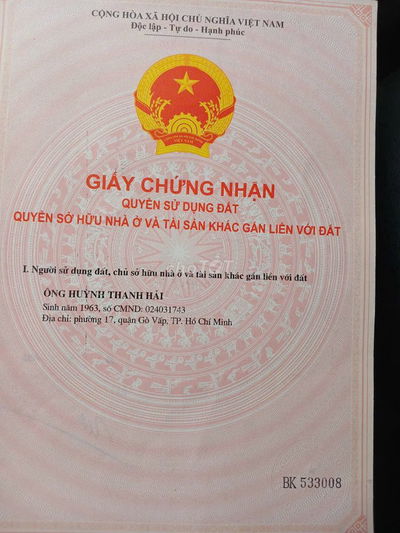 CỘNG HÒA XÃ HỘI CHỦ NGHĨA VIỆT NAM
Độc lập - Tự do - Hạnh phúc
VIỆT NAM
GIẤY CHỨNG NHẬN
QUYỀN SỬ DỤNG ĐẤT
QUYỀN SỞ HỮU NHÀ Ở VÀ TÀI SẢN KHÁC GẮN LIỀN VỚI ĐẤT
I. Người sử dụng đất, chủ sở hữu nhà ở và tài sản khác gắn liền với đất
ÔNG HUỲNH THANH HẢI
Sinh năm 1963, số CMND: 024031743
Địa chỉ: phường 17, quận Gò Vấp, TP. Hồ Chí Minh
BK 533008